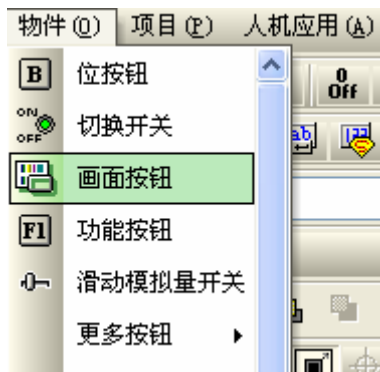 物件(O) 项目(P) 人机应用(A)
B 位按钮
0
Off
ON
OFF 切换开关
ab 123
画面按钮
F1 功能按钮
滑动模拟量开关
更多按钮